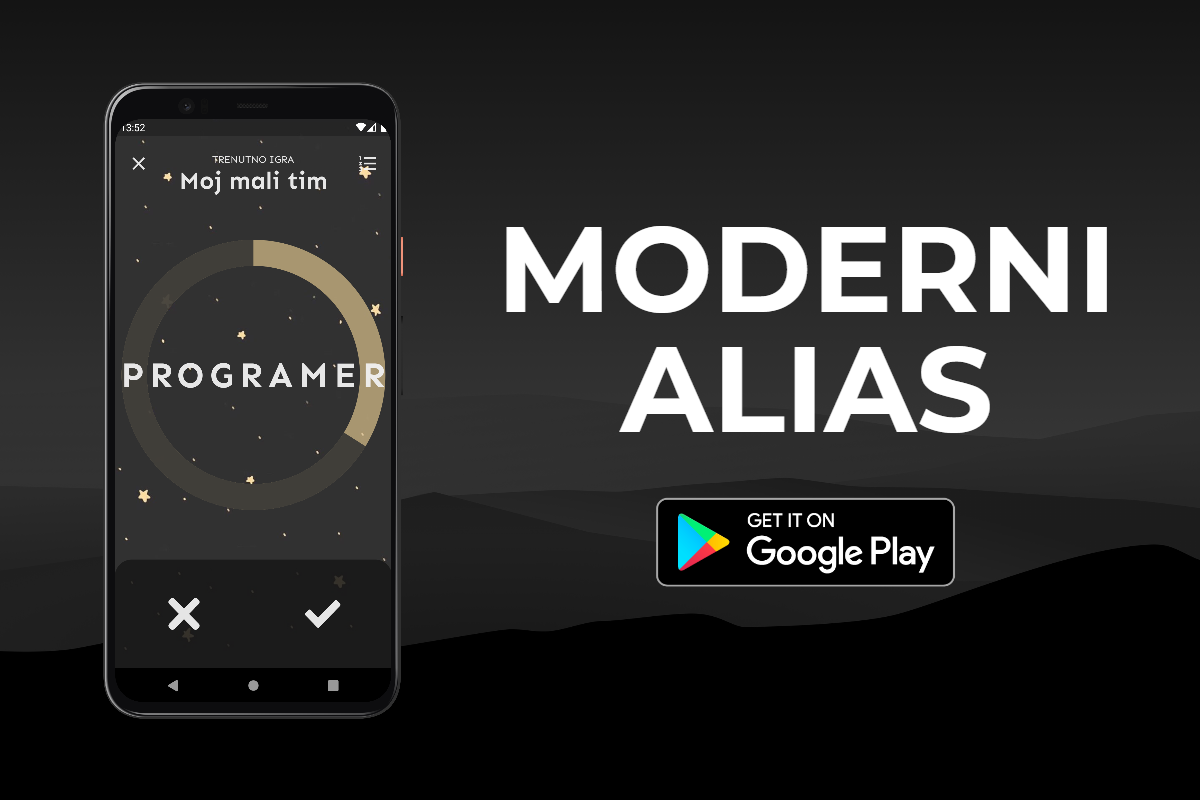 13:52
TRENUTNO IGRA
Moj mali tim
PROGRAMER
MODERNI
ALIAS
GET IT ON
Google Play